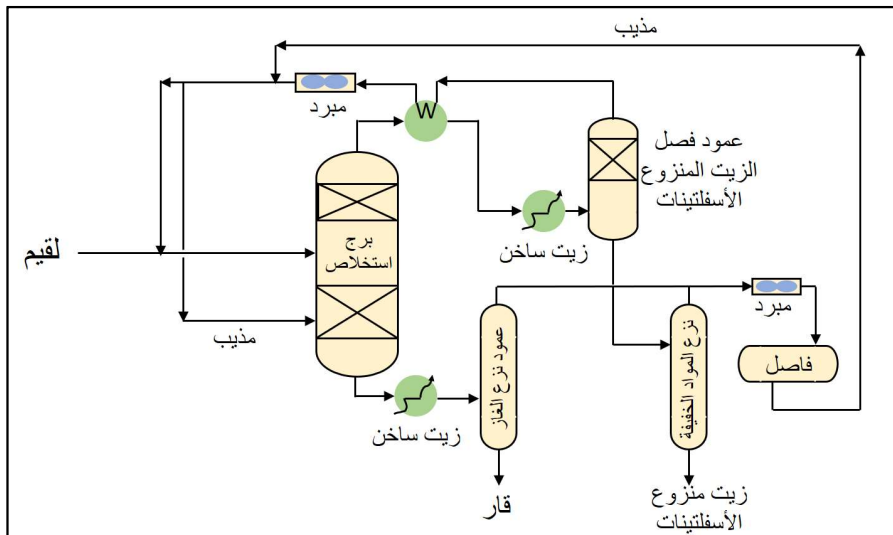 مذيب
مبرد
عمود فصل
الزيت المنزوع
الأسفلتينات
برج
استخلاص
لقيم
زيت ساخن
مذيب
عمود نزع الغاز
نزع المواد الخفيفة
مبرد
فاصل
زيت ساخن
قار
زيت منزوع
الأسفلتينات